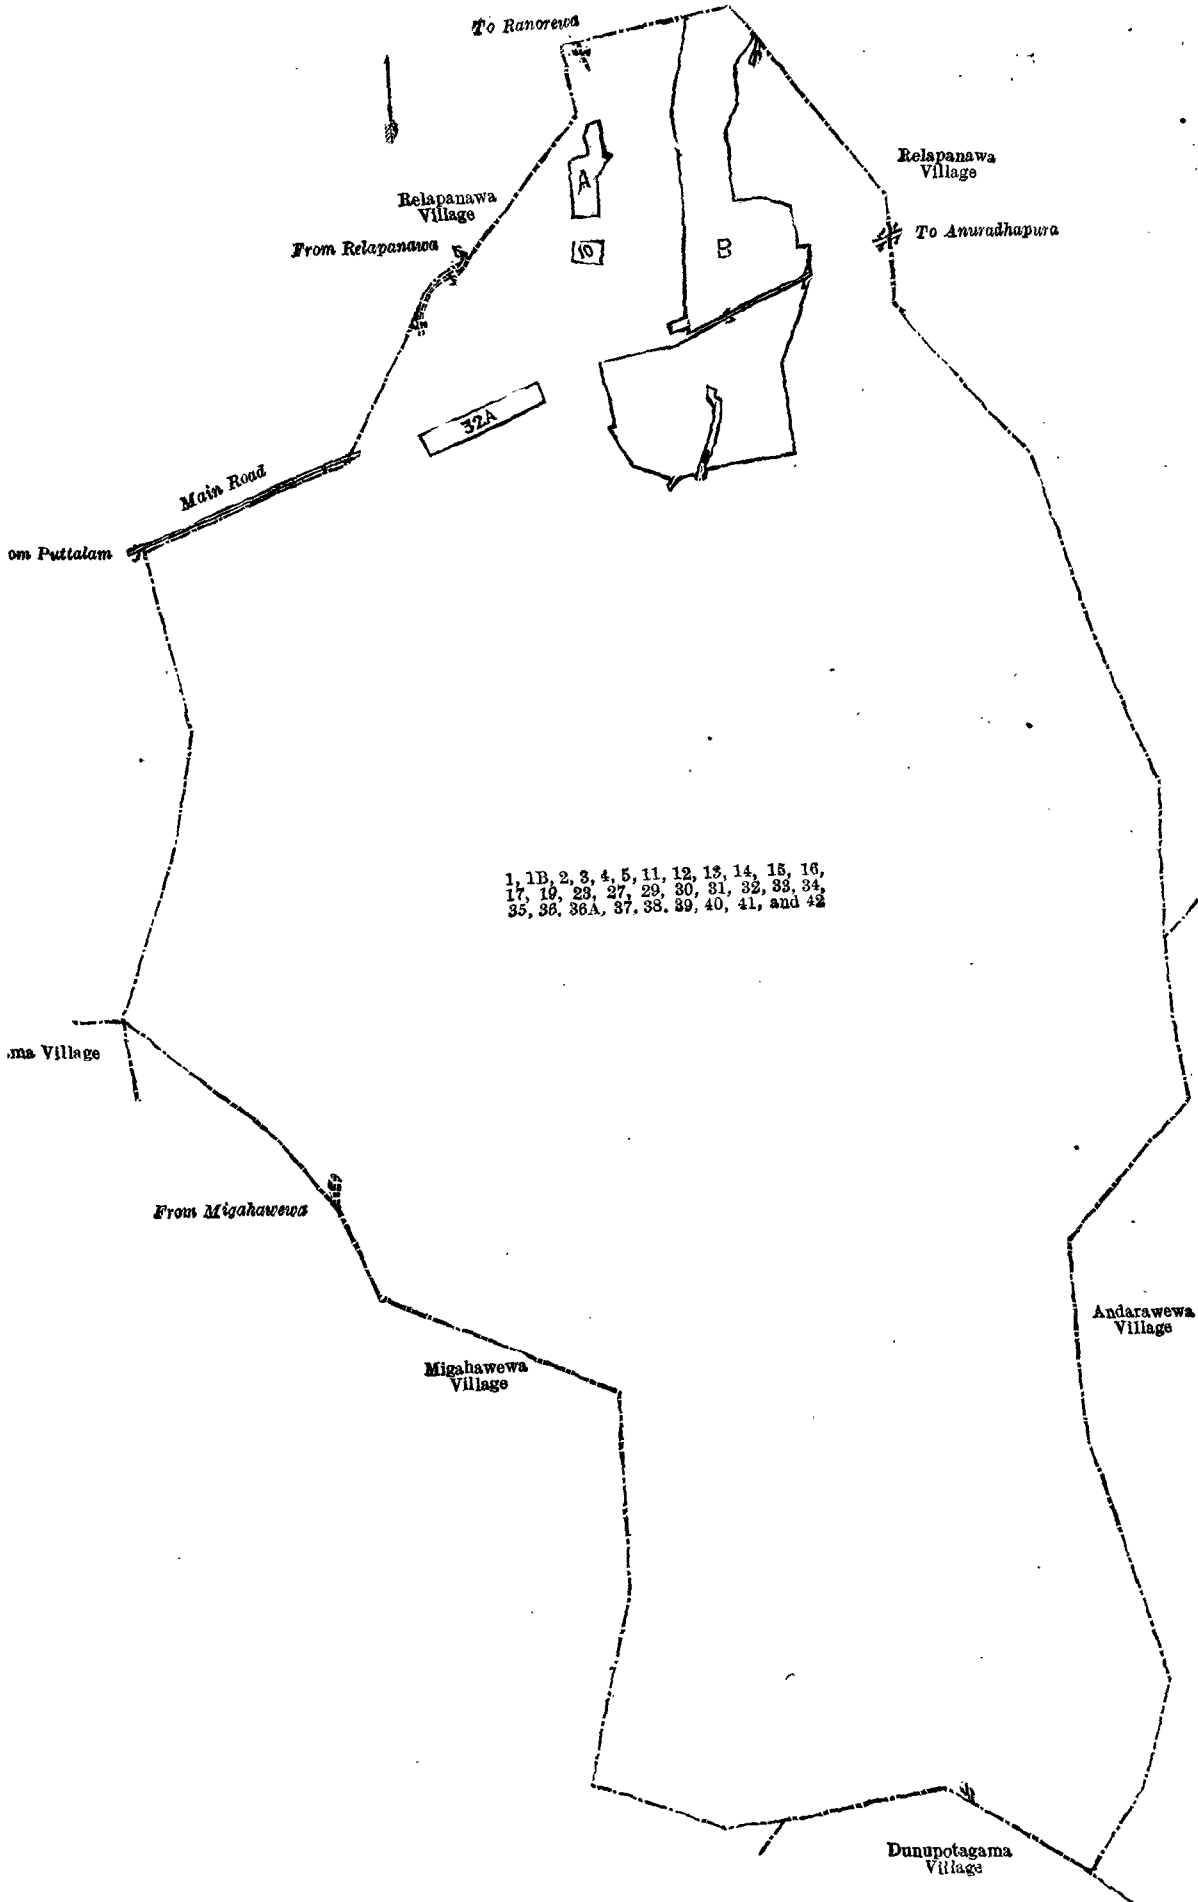 To Ranorewa
Relapanawa
Village
Relapanawa
Village
A
From Relapanawa
10
B
To Anuradhapura
32A
Main Road
om Puttalam
1, 1B, 2, 3, 4, 5, 11, 12, 13, 14, 15, 16,
17, 19, 23, 27, 29, 30, 31, 32, 33, 34,
35, 36, 36A, 37, 38, 39, 40, 41, and 42
ma Village
From Migahawewa
Andarawewa
Village
Migahawewa
Village
Dunupotagama
Village